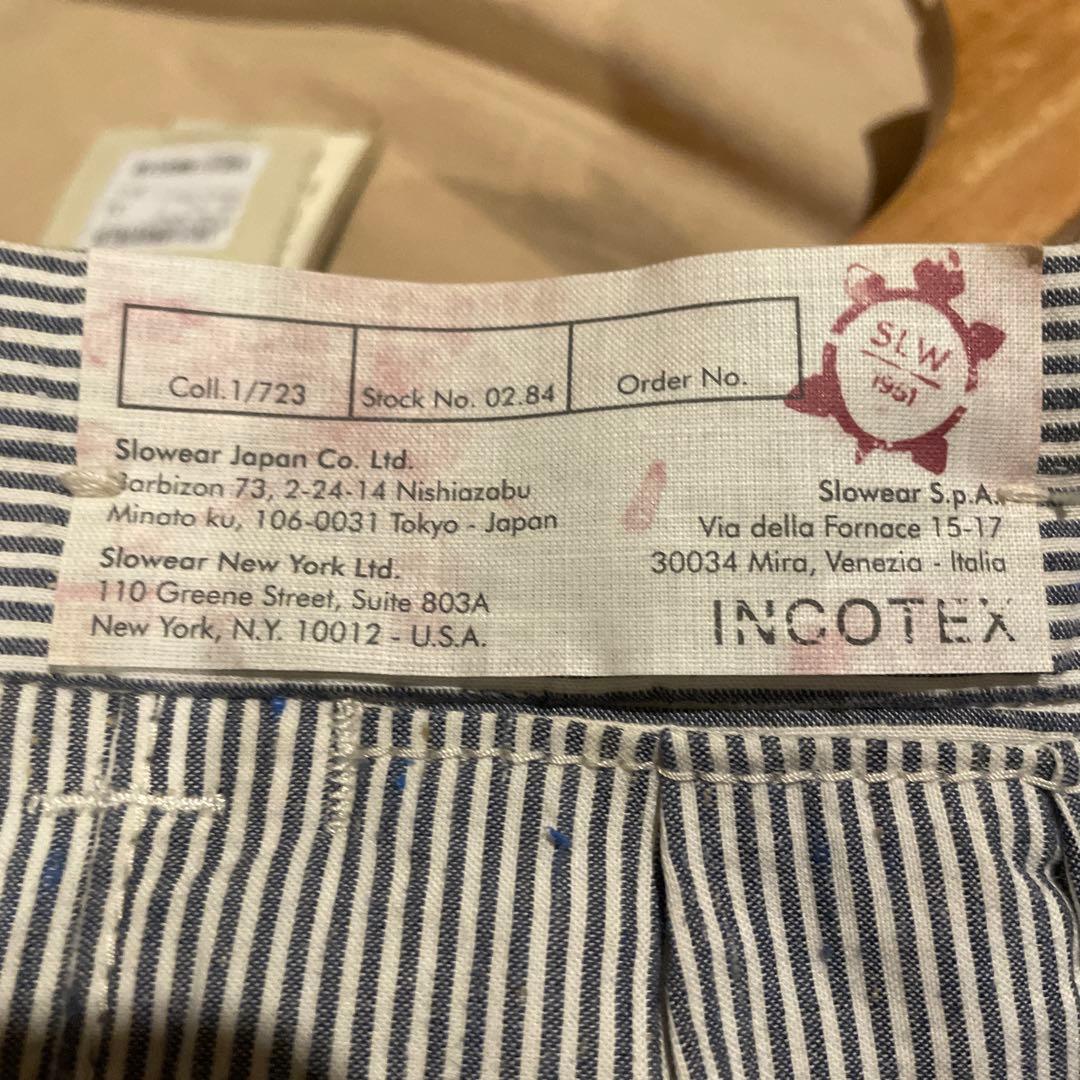 Coll.1/723
Stock No. 02.84
Order No.
SLW
1961
Slowear Japan Co. Ltd.
Barbizon 73, 2-24-14 Nishiazabu
Minato ku, 106-0031 Tokyo - Japan
Slowear New York Ltd.
110 Greene Street, Suite 803A
New York, N.Y. 10012 - U.S.A.
Slowear S.p.A.
Via della Fornace 15-17
30034 Mira, Venezia - Italia
INCOTEX